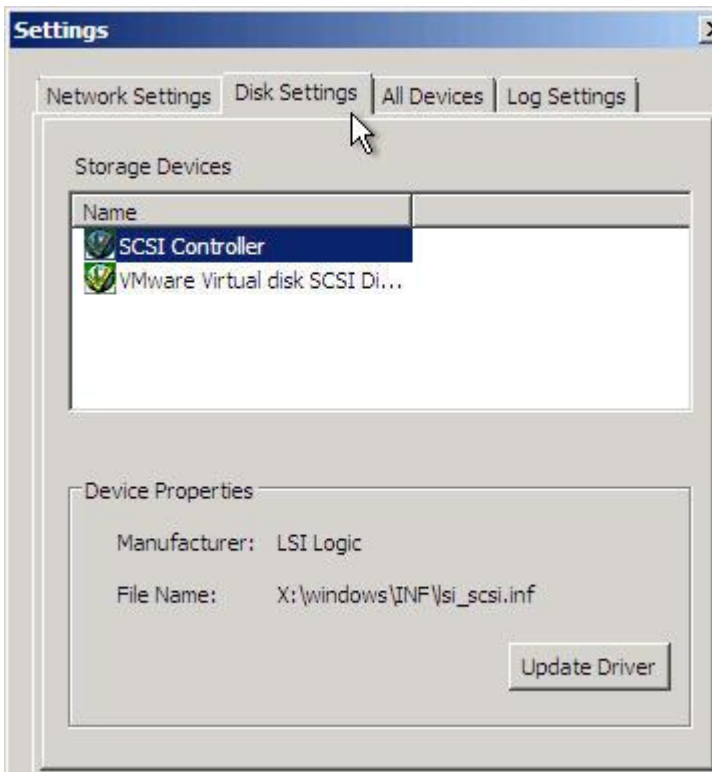 Settings
Network Settings Disk Settings All Devices Log Settings
Storage Devices
Name
SCSI Controller
VMware Virtual disk SCSI Di...
Device Properties
Manufacturer: LSI Logic
File Name: X:\windows\INF\lsi_scsi.inf
Update Driver